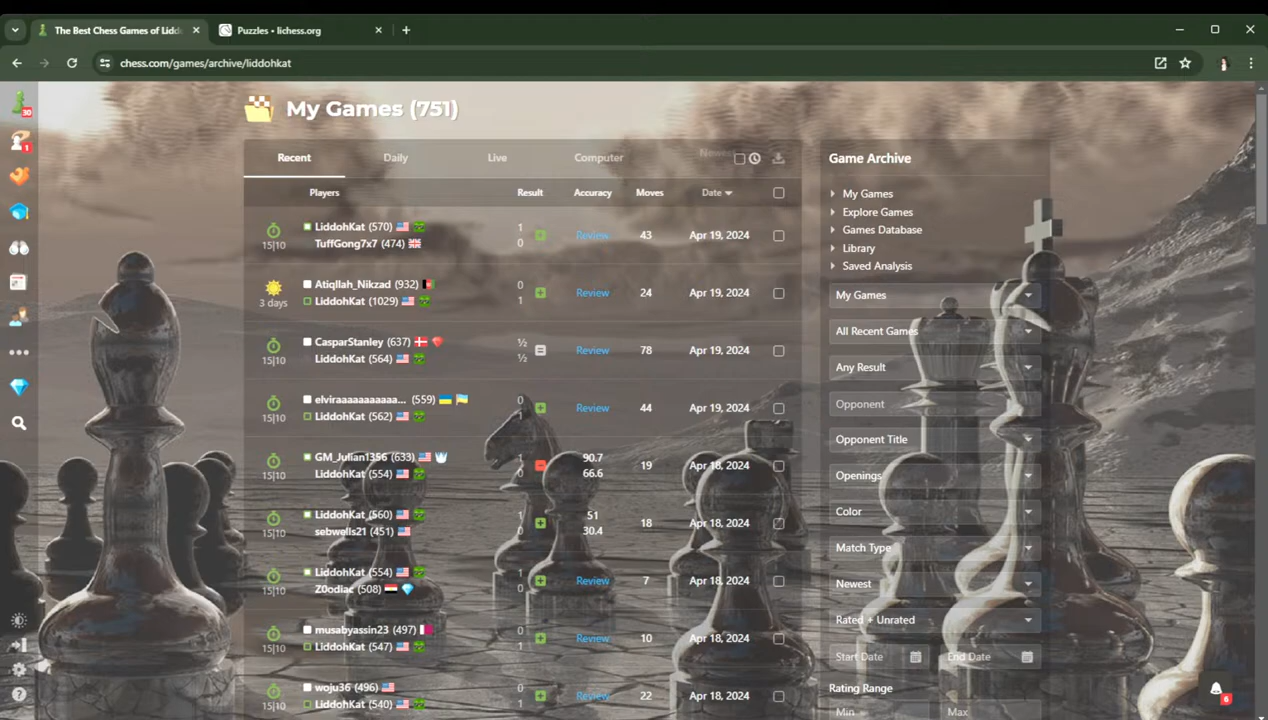 The Best Chess Games of Liddo
Puzzles • lichess.org
chess.com/games/archive/liddohkat
30
1
My Games (751)
Recent Daily Live Computer
Players Result Accuracy Moves Date
15|10 LiddohKat (570) 1 Review 43 Apr 19, 2024
TuffGong7x7 (474) 0
3 days Atiqllah_Nikzad (932) 0 Review 24 Apr 19, 2024
LiddohKat (1029) 1
15|10 CasparStanley (637) ½ Review 78 Apr 19, 2024
LiddohKat (564) ½
15|10 elviraaaaaaaaaaa... (559) 0 Review 44 Apr 19, 2024
LiddohKat (562) 1
15|10 GM_Julian1356 (633) 1 90.7 19 Apr 18, 2024
LiddohKat (554) 0 66.6
15|10 LiddohKat (560) 1 51 18 Apr 18, 2024
sebwells21 (451) 0 30.4
15|10 LiddohKat (554) 1 Review 7 Apr 18, 2024
Z0odiac (508) 0
15|10 musabyassin23 (497) 0 Review 10 Apr 18, 2024
LiddohKat (547) 1
woju36 (496) 0 Review 22 Apr 18, 2024
15|10 LiddohKat (540) 1
Game Archive
My Games
Explore Games
Games Database
Library
Saved Analysis
My Games
All Recent Games
Any Result
Opponent
Opponent Title
Openings
Color
Match Type
Newest
Rated + Unrated
Start Date End Date
Rating Range
Min Max
6